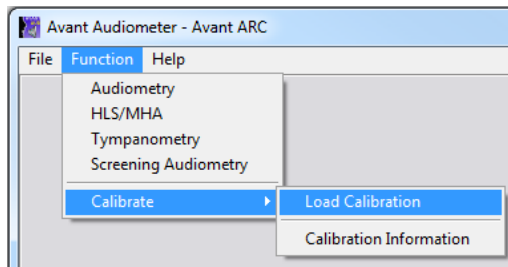 Avant Audiometer - Avant ARC
File Function Help
Audiometry
HLS/MHA
Tympanometry
Screening Audiometry
Calibrate
Load Calibration
Calibration Information